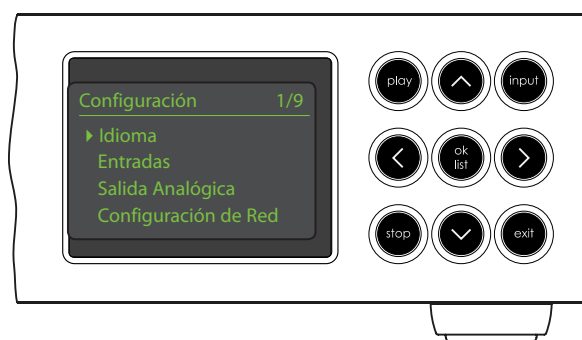 Configuración 1/9
Idioma
Entradas
Salida Analógica
Configuración de Red
play
input
ok
list
stop
exit